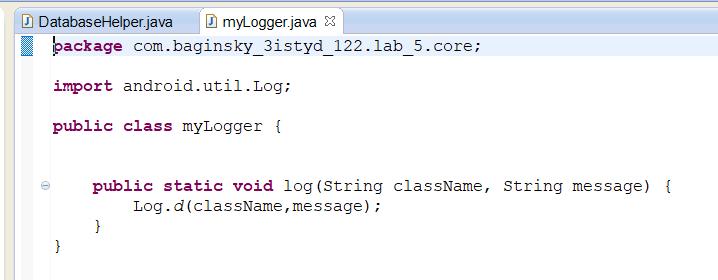 DatabaseHelper.java myLogger.java
package com.baginsky_3istyd_122.lab_5.core;
import android.util.Log;
public class myLogger {
public static void log(String className, String message) {
Log.d(className,message);
}
}